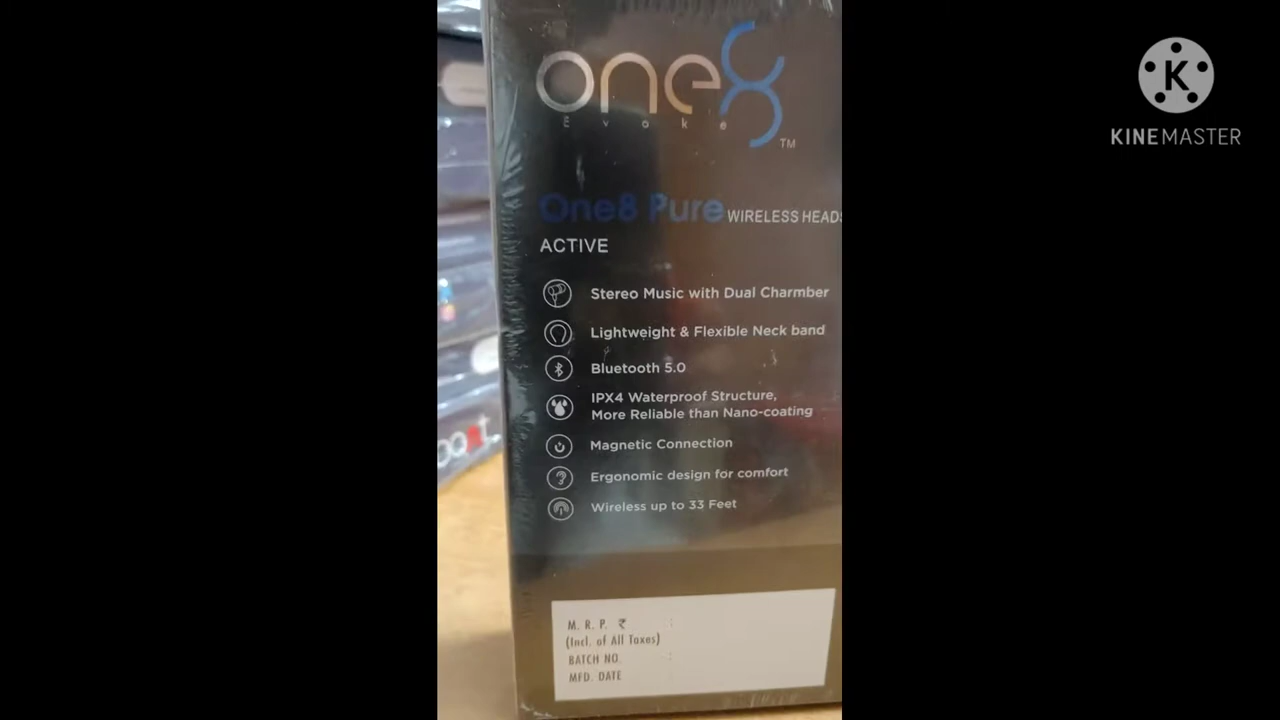 one8
Evoke
TM
One8 Pure WIRELESS HEADS
ACTIVE
Stereo Music with Dual Charmber
Lightweight & Flexible Neck band
Bluetooth 5.0
IPX4 Waterproof Structure,
More Reliable than Nano-coating
Magnetic Connection
Ergonomic design for comfort
Wireless up to 33 Feet
M. R. P. ₹ :
(Incl. of All Taxes)
BATCH NO. :
MFD. DATE
K
KINEMASTER